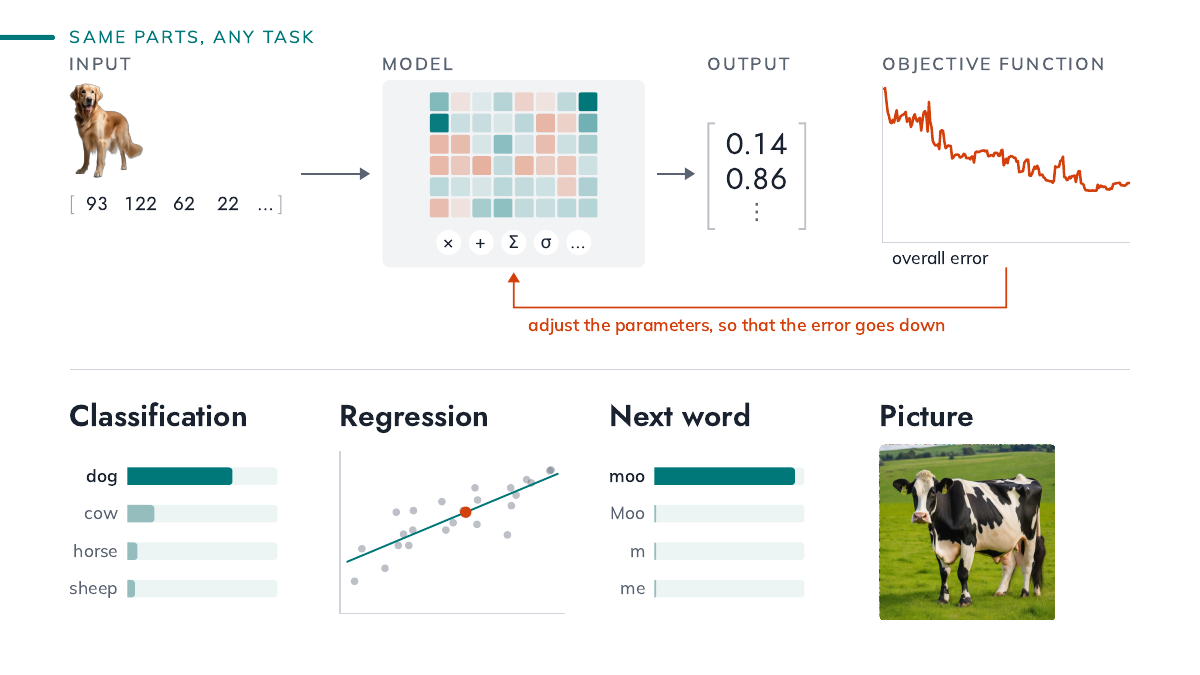 SAME PARTS, ANY TASK
INPUT
MODEL
OUTPUT
OBJECTIVE FUNCTION
[ 93 122 62 22 ... ]
× + Σ σ ...
0.14
0.86
⋮
overall error
adjust the parameters, so that the error goes down
Classification
dog
cow
horse
sheep
Regression
Next word
moo
Moo
m
me
Picture